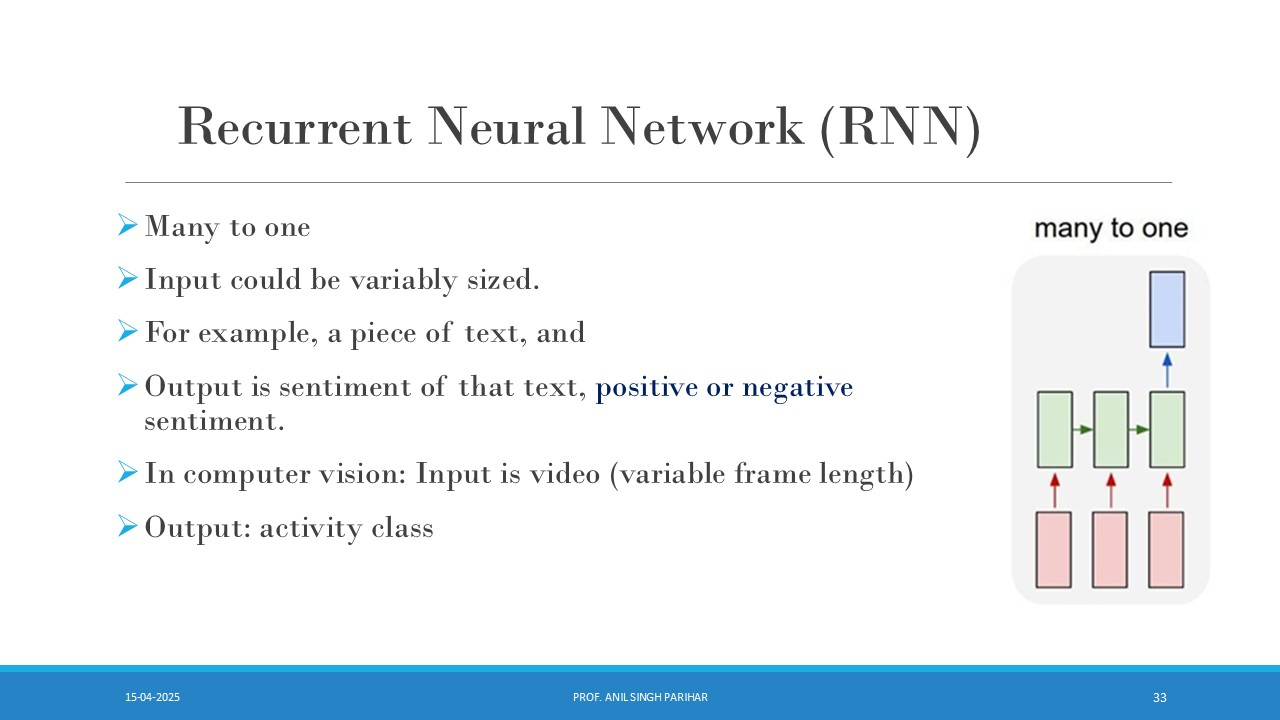 Recurrent Neural Network (RNN)
Many to one
Input could be variably sized.
For example, a piece of text, and
Output is sentiment of that text, positive or negative
sentiment.
In computer vision: Input is video (variable frame length)
Output: activity class
many to one
15-04-2025
PROF. ANIL SINGH PARIHAR
33